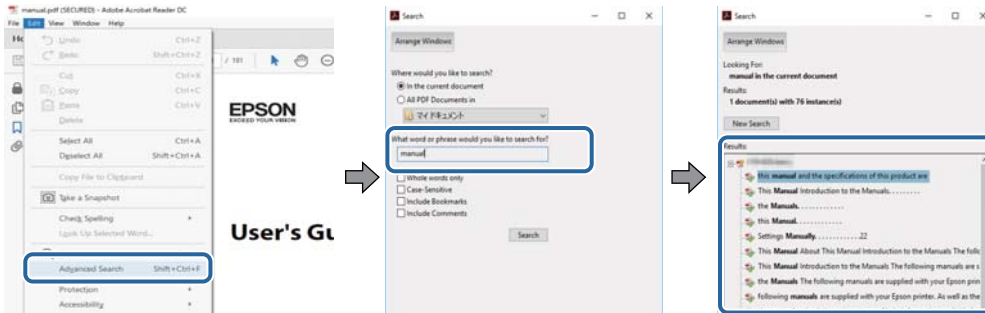 manual.pdf (SECURED) - Adobe Acrobat Reader DC
File Edit View Window Help
Undo Ctrl+Z
Redo Shift+Ctrl+Z
Cut Ctrl+X
Copy Ctrl+C
Paste Ctrl+V
Delete
Select All Ctrl+A
Deselect All Shift+Ctrl+A
Copy File to Clipboard
Take a Snapshot
Check Spelling
Look Up Selected Word...
Advanced Search Shift+Ctrl+F
Protection
Accessibility
/ 181
EPSON
EXCEED YOUR VISION
User's Gu
Search
Arrange Windows
Where would you like to search?
In the current document
All PDF Documents in
マイ ドキュメント
What word or phrase would you like to search for?
manual
Whole words only
Case-Sensitive
Include Bookmarks
Include Comments
Search
Search
Arrange Windows
Looking For:
manual in the current document
Results:
1 document(s) with 76 instance(s)
New Search
Results:
this manual and the specifications of this product are
This Manual Introduction to the Manuals. . . . . . . . .
the Manuals. . . . . . . . . . . . .
this Manual. . . . . . . . . . . . .
Settings Manually. . . . . . . . . . . . 22
This Manual About This Manual Introduction to the Manuals The follo
This Manual Introduction to the Manuals The following manuals are s
the Manuals The following manuals are supplied with your Epson prin
following manuals are supplied with your Epson printer. As well as the